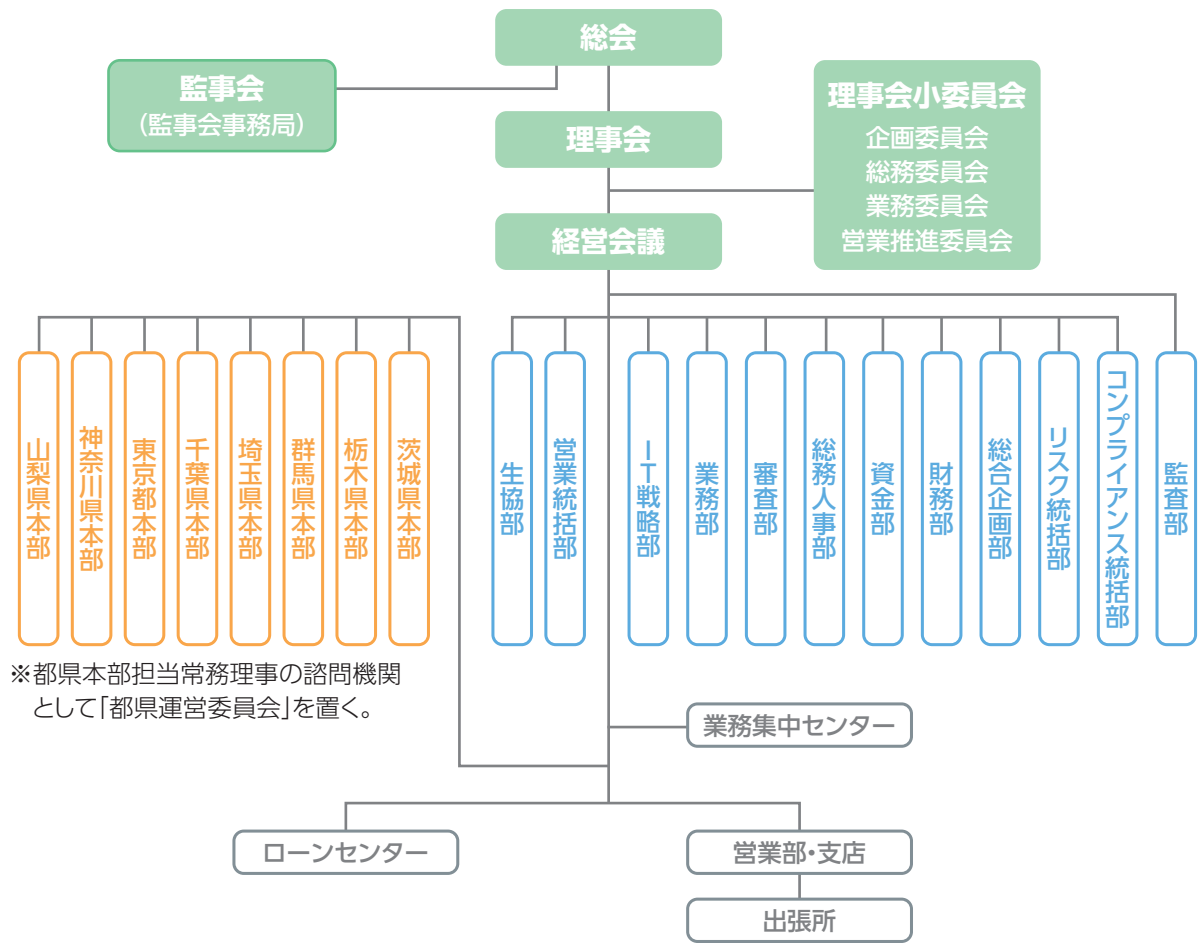 総会
監事会
（監事会事務局）
理事会小委員会
企画委員会
総務委員会
業務委員会
営業推進委員会
理事会
経営会議
山梨県本部
神奈川県本部
東京都本部
千葉県本部
埼玉県本部
群馬県本部
栃木県本部
茨城県本部
生協部
営業統括部
IT戦略部
業務部
審査部
総務人事部
資金部
財務部
総合企画部
リスク統括部
コンプライアンス統括部
監査部
※都県本部担当常務理事の諮問機関
として「都県運営委員会」を置く。
業務集中センター
ローンセンター
営業部・支店
出張所